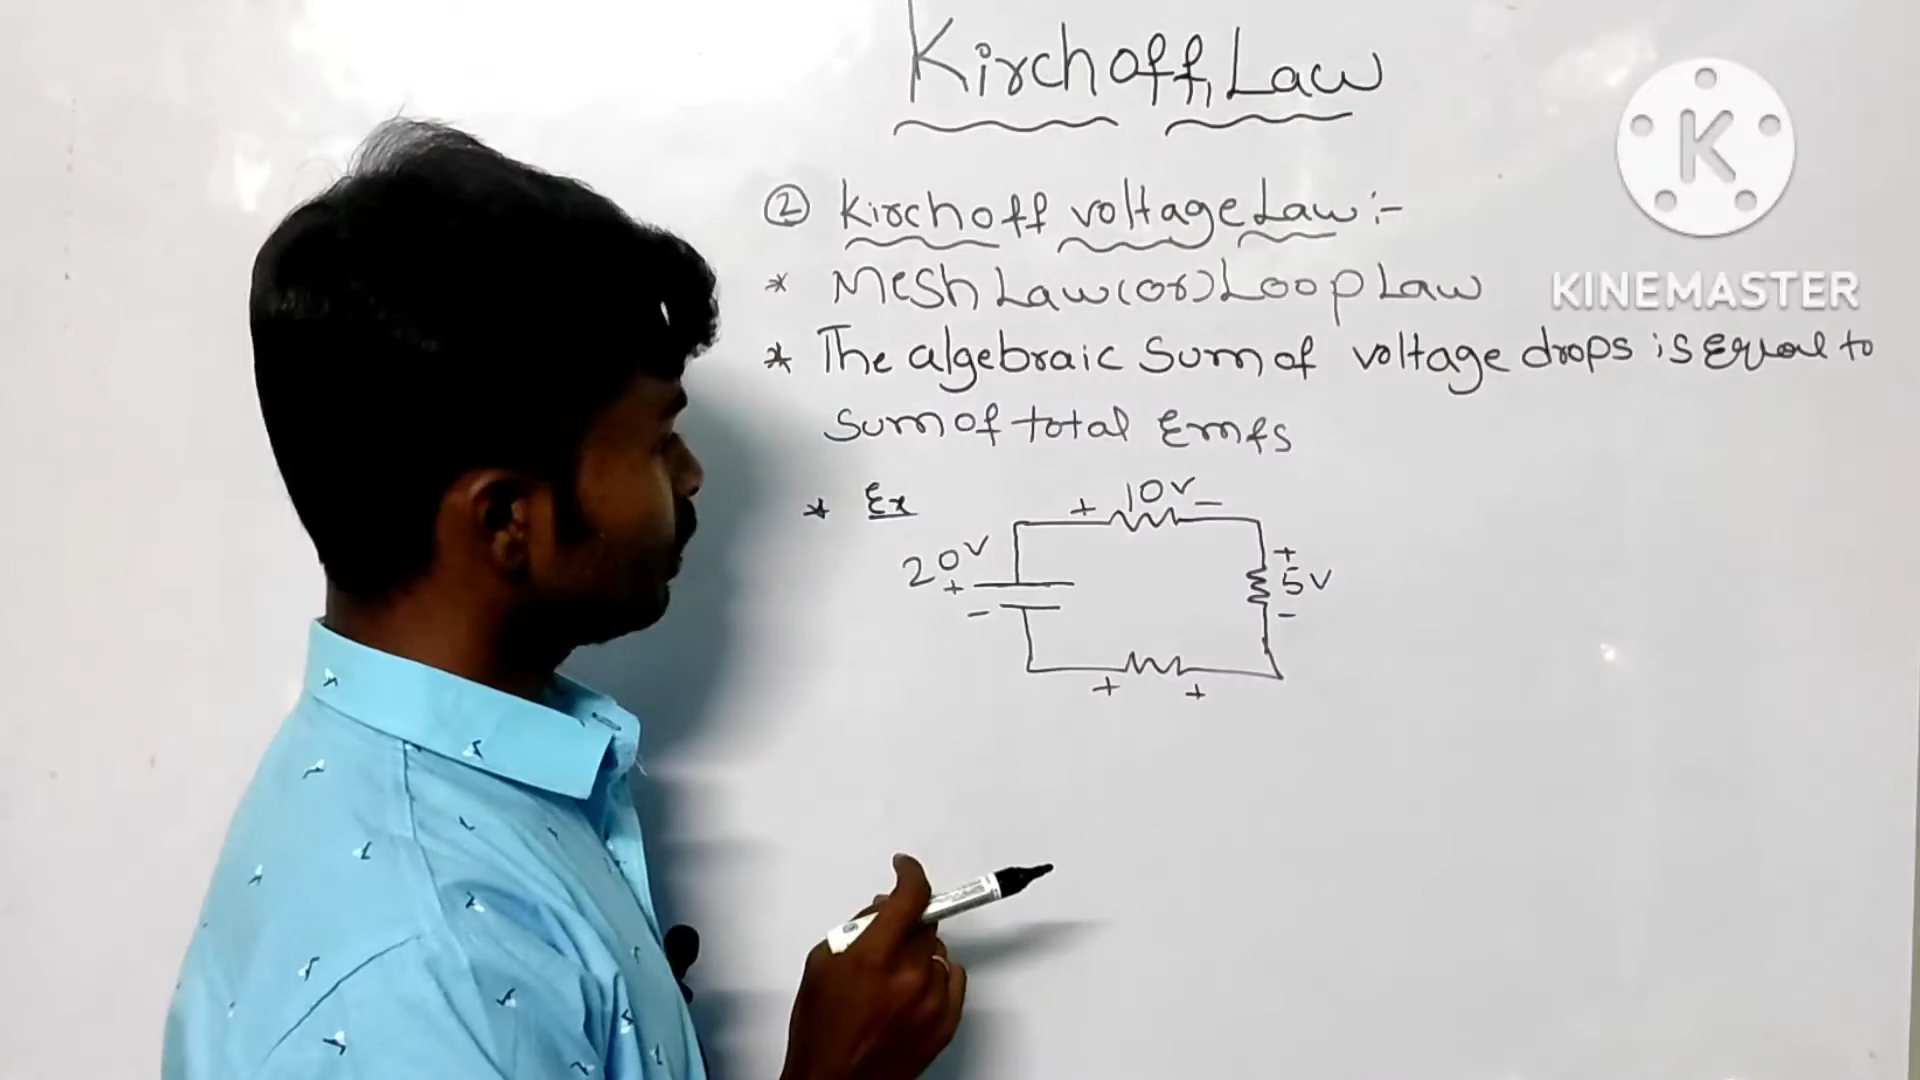 Kirchoff Law
② Kirchoff voltage Law :-
* Mesh Law (or) Loop Law
* The algebraic Sum of voltage drops is Equal to
Sum of total Emfs
* Ex
+ 10V -
20V
+
-
+
5V
-
+ +
K
KINEMASTER